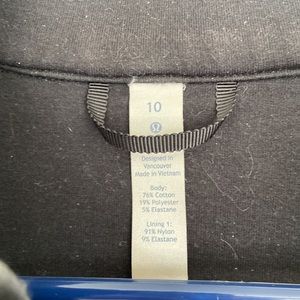 10
Designed in
Vancouver
Made in Vietnam
Body:
76% Cotton
19% Polyester
5% Elastane
Lining 1:
91% Nylon
9% Elastane